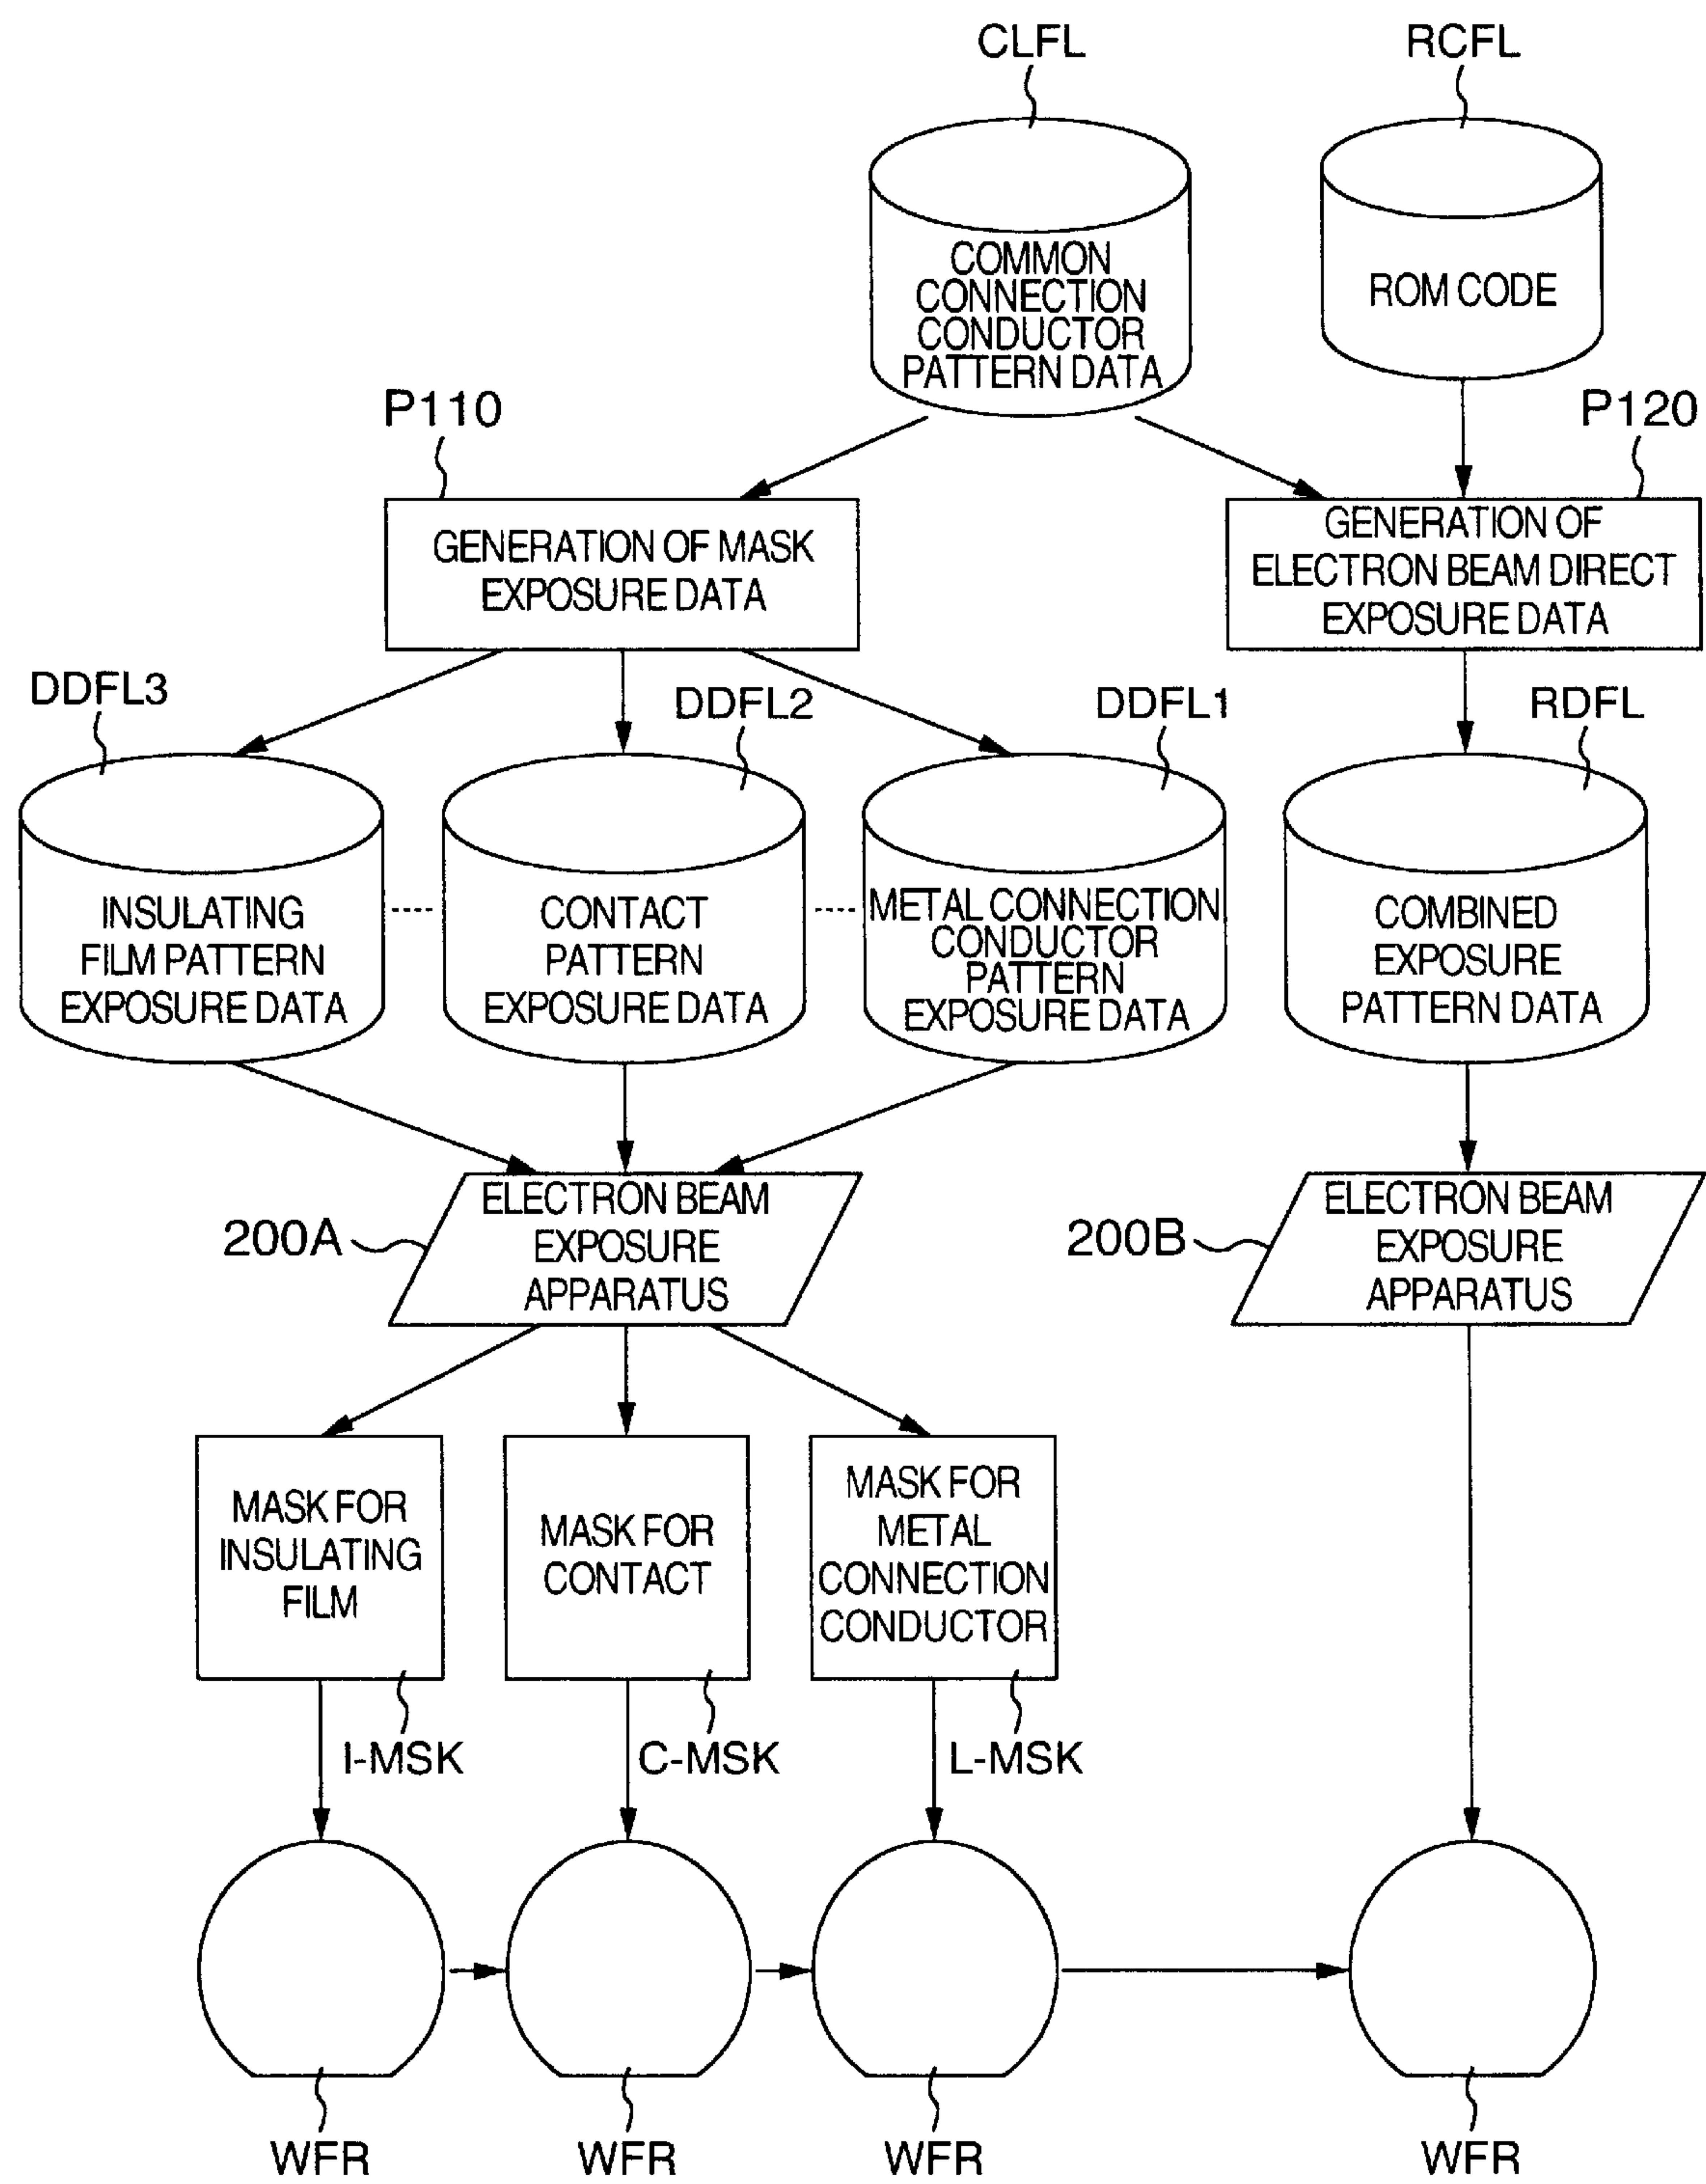 CLFL
RCFL
COMMON
CONNECTION
CONDUCTOR
PATTERN DATA
ROM CODE
P110
P120
GENERATION OF MASK
EXPOSURE DATA
GENERATION OF
ELECTRON BEAM DIRECT
EXPOSURE DATA
DDFL3
DDFL2
DDFL1
RDFL
INSULATING
FILM PATTERN
EXPOSURE DATA
CONTACT
PATTERN
EXPOSURE DATA
METAL CONNECTION
CONDUCTOR
PATTERN
EXPOSURE DATA
COMBINED
EXPOSURE
PATTERN DATA
200A
ELECTRON BEAM
EXPOSURE
APPARATUS
200B
ELECTRON BEAM
EXPOSURE
APPARATUS
MASK FOR
INSULATING
FILM
MASK FOR
CONTACT
MASK FOR
METAL
CONNECTION
CONDUCTOR
I-MSK
C-MSK
L-MSK
WFR
WFR
WFR
WFR